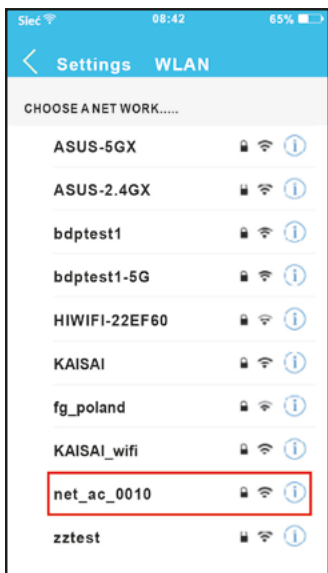 Sieć 08:42 65%
Settings WLAN
CHOOSE A NET WORK.....
ASUS-5GX
ASUS-2.4GX
bdptest1
bdptest1-5G
HIWIFI-22EF60
KAISAI
fg_poland
KAISAI_wifi
net_ac_0010
zztest